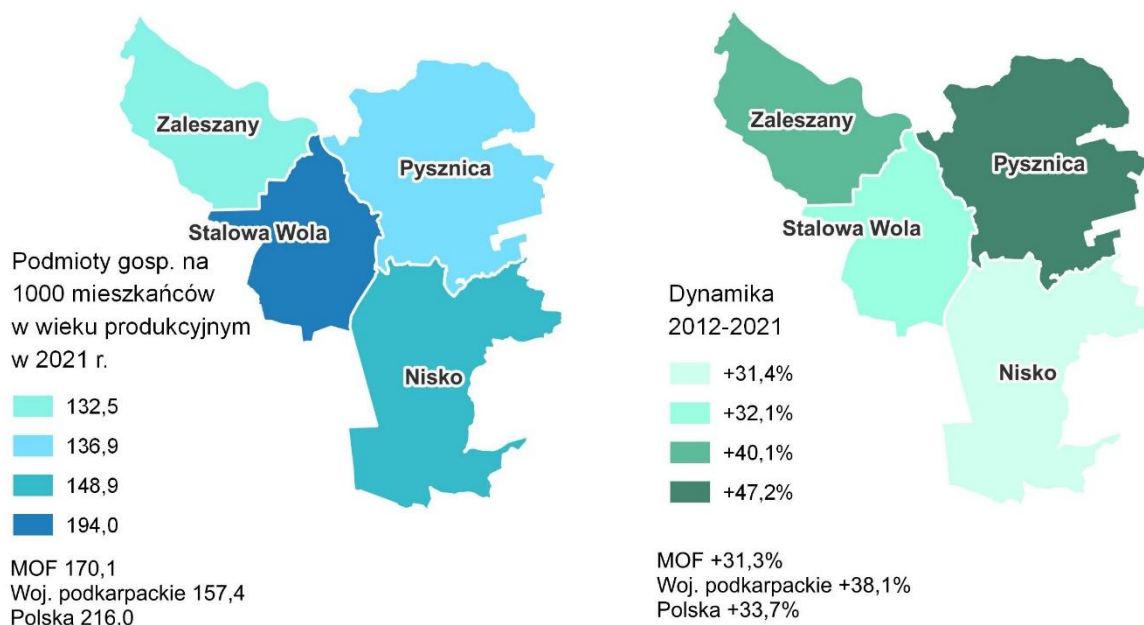 Zaleszany
Pysznica
Stalowa Wola
Nisko
Podmioty gosp. na
1000 mieszkańców
w wieku produkcyjnym
w 2021 r.
132,5
136,9
148,9
194,0
MOF 170,1
Woj. podkarpackie 157,4
Polska 216,0
Zaleszany
Pysznica
Stalowa Wola
Nisko
Dynamika
2012-2021
+31,4%
+32,1%
+40,1%
+47,2%
MOF +31,3%
Woj. podkarpackie +38,1%
Polska +33,7%